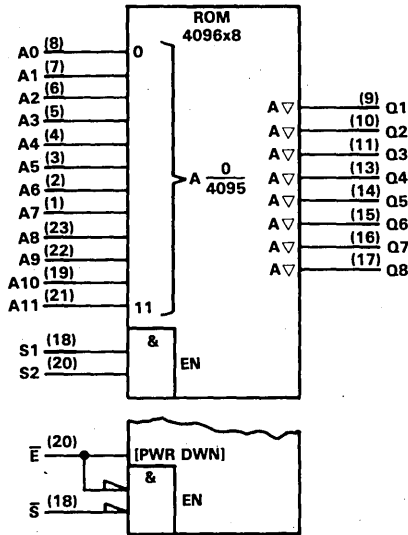 ROM
4096x8
A0 (8) 0
A1 (7)
A2 (6)
A3 (5)
A4 (4)
A5 (3)
A6 (2)
A7 (1)
A8 (23)
A9 (22)
A10 (19)
A11 (21) 11
A 0/4095
A▽ (9) Q1
A▽ (10) Q2
A▽ (11) Q3
A▽ (13) Q4
A▽ (14) Q5
A▽ (15) Q6
A▽ (16) Q7
A▽ (17) Q8
&
S1 (18)
S2 (20)
EN
E̅ (20) [PWR DWN]
&
EN
S̅ (18)